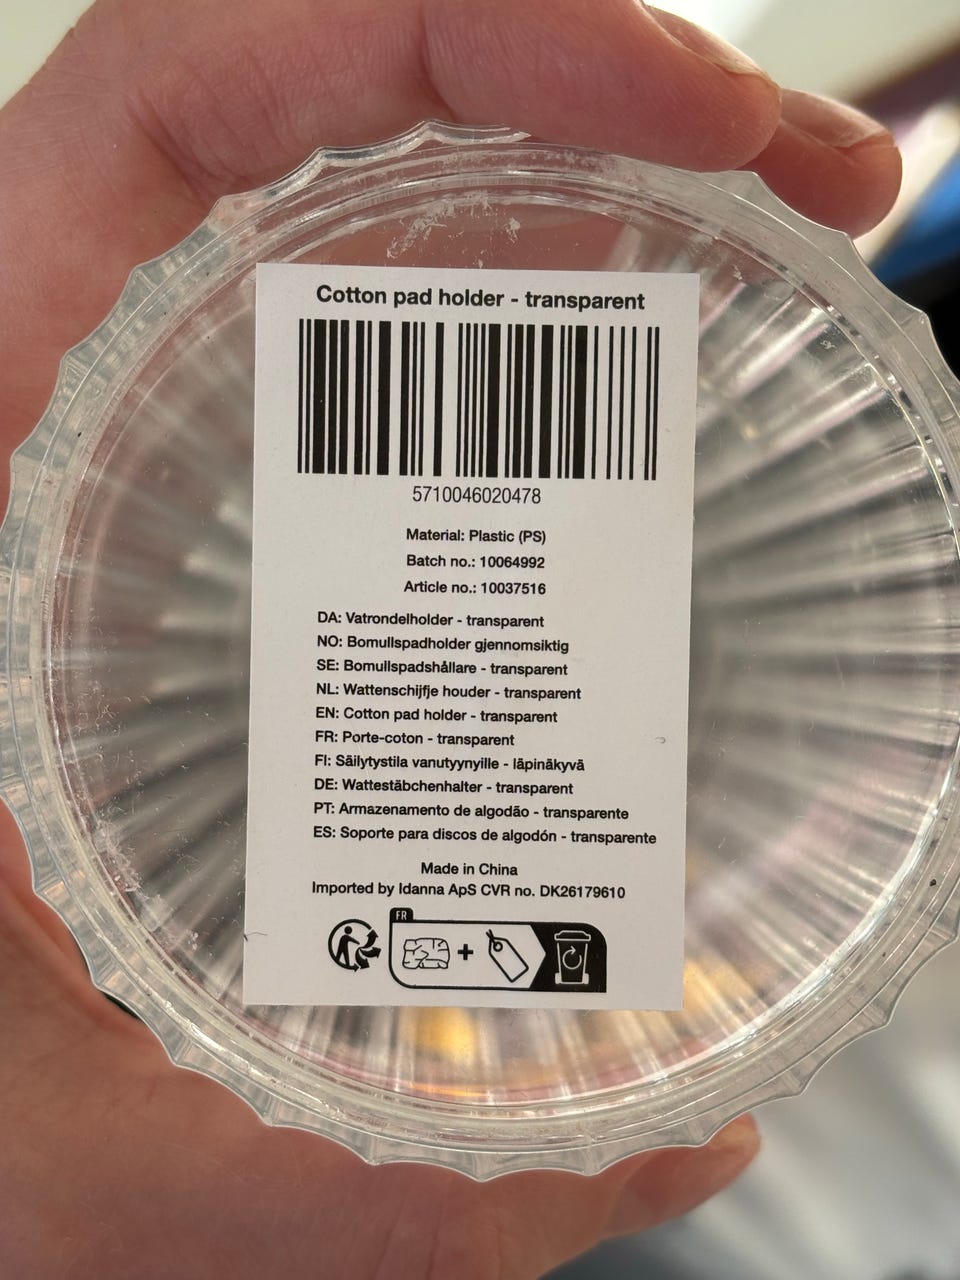 Cotton pad holder - transparent
5710046020478
Material: Plastic (PS)
Batch no.: 10064992
Article no.: 10037516
DA: Vatrondelholder - transparent
NO: Bomullspadholder gjennomsiktig
SE: Bomullspadshållare - transparent
NL: Wattenschijfje houder - transparent
EN: Cotton pad holder - transparent
FR: Porte-coton - transparent
FI: Säilytystila vanutyynyille - läpinäkyvä
DE: Wattestäbchenhalter - transparent
PT: Armazenamento de algodão - transparente
ES: Soporte para discos de algodón - transparente
Made in China
Imported by Idanna ApS CVR no. DK26179610
FR
+